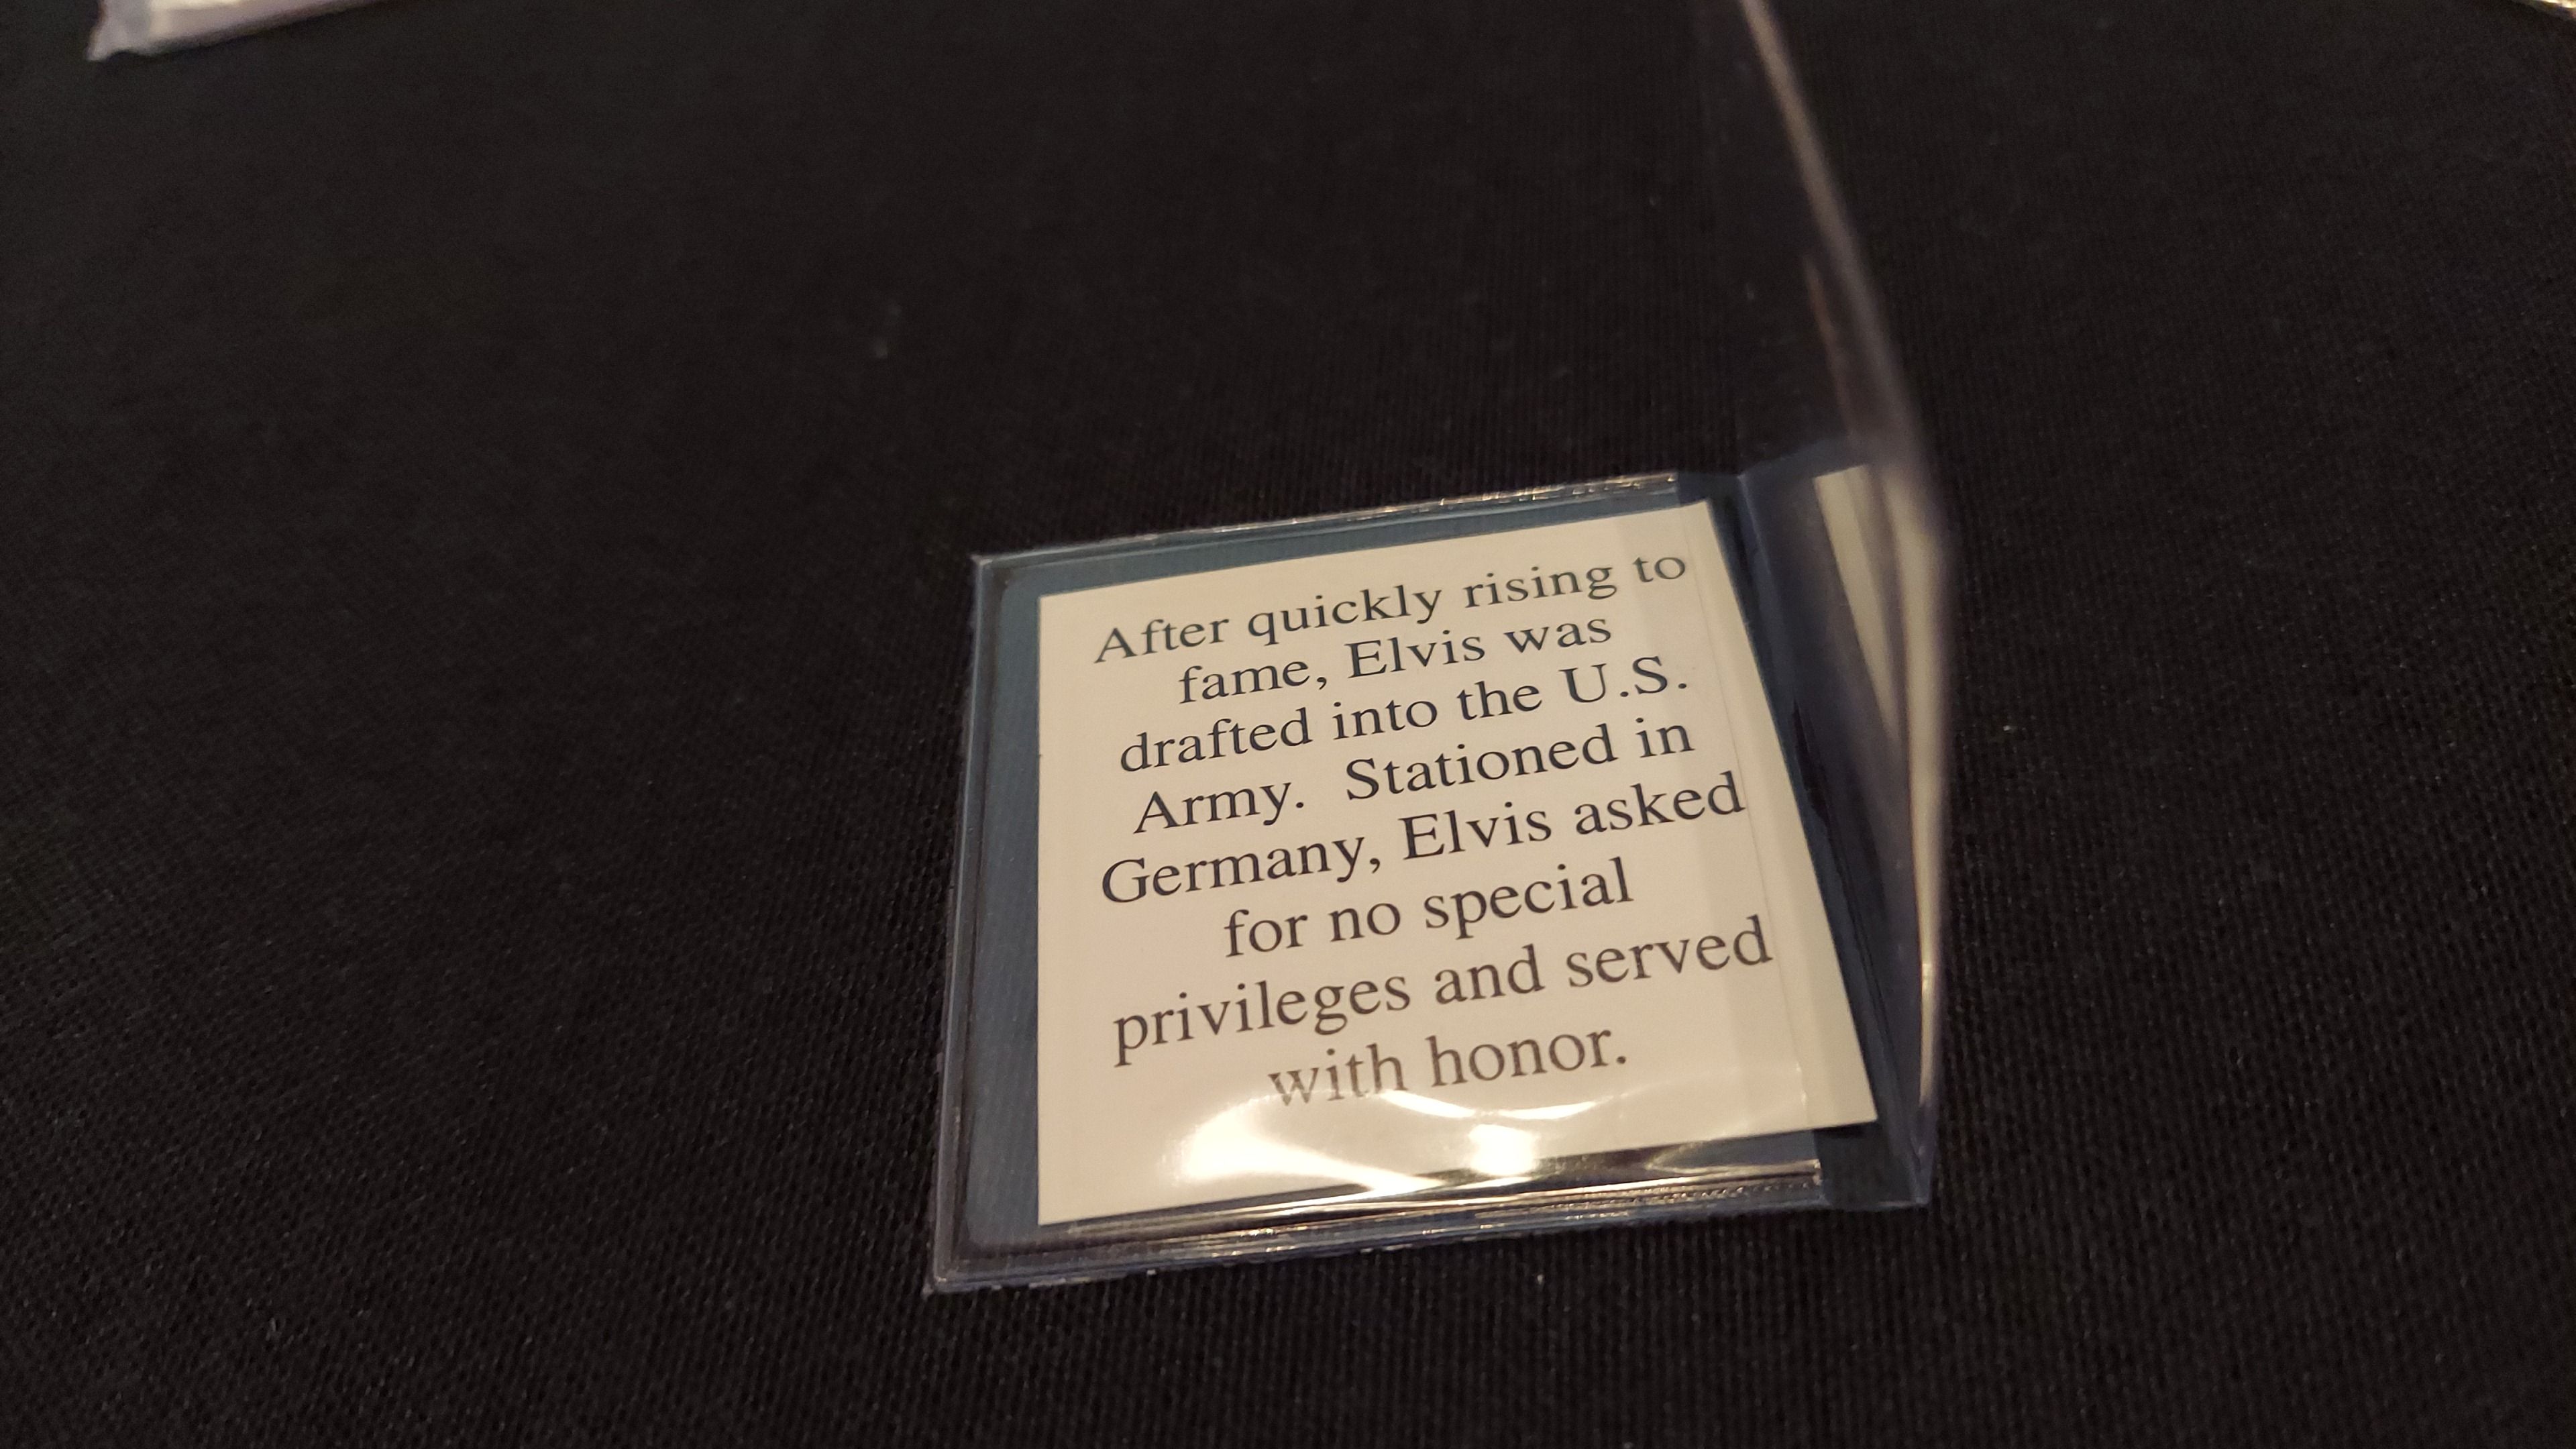 After quickly rising to
fame, Elvis was
drafted into the U.S.
Army.  Stationed in
Germany, Elvis asked
for no special
privileges and served
with honor.